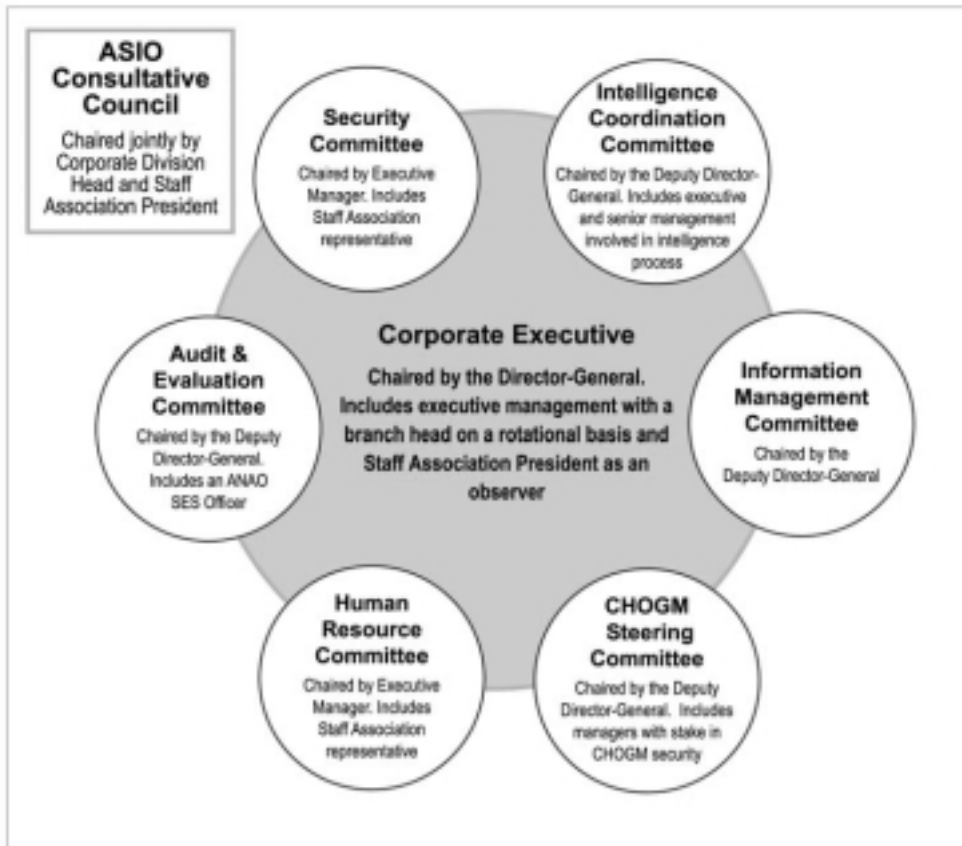 ASIO
Consultative
Council
Chaired jointly by
Corporate Division
Head and Staff
Association President
Security
Committee
Chaired by Executive
Manager. Includes
Staff Association
representative
Intelligence
Coordination
Committee
Chaired by the Deputy Director-
General. Includes executive
and senior management
involved in intelligence
process
Corporate Executive
Chaired by the Director-General.
Includes executive management with a
branch head on a rotational basis and
Staff Association President as an
observer
Audit &
Evaluation
Committee
Chaired by the Deputy
Director-General.
Includes an ANAO
SES Officer
Information
Management
Committee
Chaired by the
Deputy Director-General
Human
Resource
Committee
Chaired by Executive
Manager. Includes
Staff Association
representative
CHOGM
Steering
Committee
Chaired by the Deputy
Director-General. Includes
managers with stake in
CHOGM security